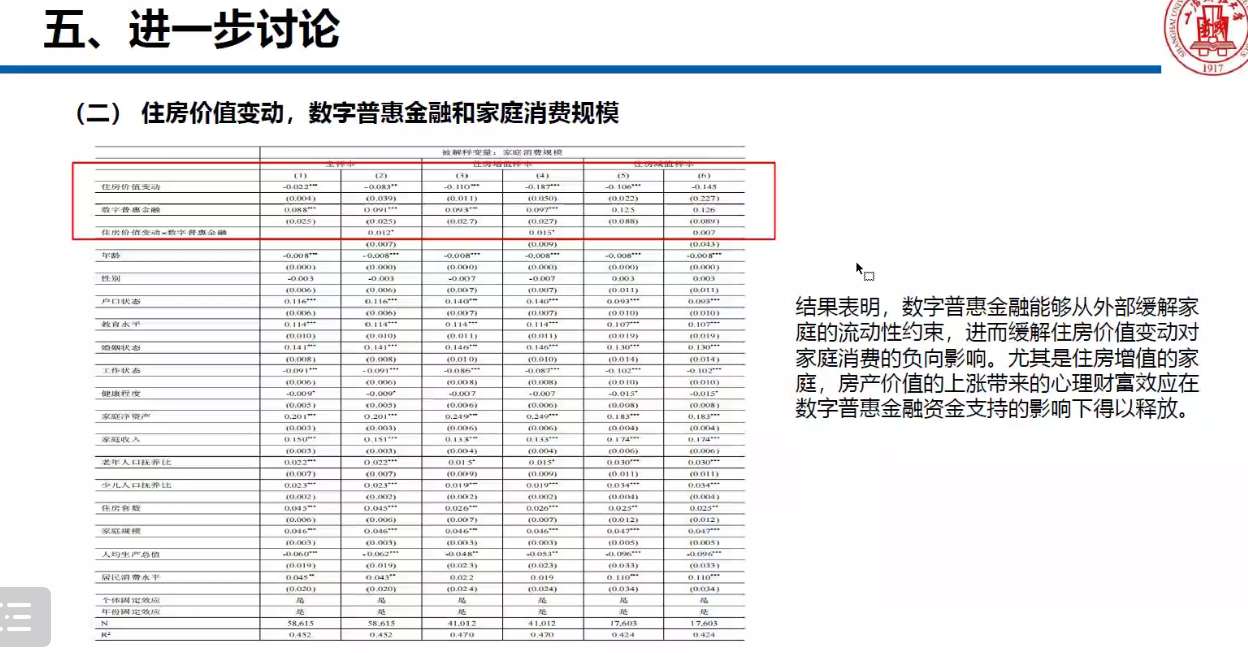 五、进一步讨论
1917
(二) 住房价值变动，数字普惠金融和家庭消费规模
被解释变量：家庭消费规模
主样本 住房增值样本 住房减值样本
(1) (2) (3) (4) (5) (6)
住房价值变动 -0.022*** -0.083** -0.110*** -0.187*** -0.106*** -0.145
(0.004) (0.039) (0.011) (0.050) (0.022) (0.227)
数字普惠金融 0.088*** 0.091*** 0.093*** 0.097*** 0.125 0.126
(0.025) (0.025) (0.027) (0.027) (0.088) (0.089)
住房价值变动×数字普惠金融 0.012* 0.015* 0.007
(0.007) (0.009) (0.043)
年龄 -0.008*** -0.008*** -0.008*** -0.008*** -0.008*** -0.008***
(0.000) (0.000) (0.000) (0.000) (0.000) (0.000)
性别 -0.003 -0.003 -0.007 -0.007 0.003 0.003
(0.006) (0.006) (0.007) (0.007) (0.011) (0.011)
户口状态 0.116*** 0.116*** 0.140*** 0.140*** 0.093*** 0.093***
(0.006) (0.006) (0.007) (0.007) (0.010) (0.010)
教育水平 0.114*** 0.114*** 0.114*** 0.114*** 0.107*** 0.107***
(0.010) (0.010) (0.011) (0.011) (0.019) (0.019)
婚姻状态 0.141*** 0.141*** 0.146*** 0.146*** 0.130*** 0.130***
(0.008) (0.008) (0.010) (0.010) (0.014) (0.014)
工作状态 -0.091*** -0.091*** -0.086*** -0.087*** -0.102*** -0.102***
(0.006) (0.006) (0.008) (0.008) (0.010) (0.010)
健康程度 -0.009* -0.009* -0.007 -0.007 -0.015* -0.015*
(0.005) (0.005) (0.006) (0.006) (0.008) (0.008)
家庭净资产 0.201*** 0.201*** 0.249*** 0.249*** 0.183*** 0.183***
(0.003) (0.003) (0.006) (0.006) (0.004) (0.004)
家庭收入 0.150*** 0.151*** 0.133*** 0.133*** 0.174*** 0.174***
(0.003) (0.003) (0.004) (0.004) (0.006) (0.006)
老年人口抚养比 0.022*** 0.022*** 0.015* 0.015* 0.030*** 0.030***
(0.007) (0.007) (0.009) (0.009) (0.011) (0.011)
少儿人口抚养比 0.023*** 0.023*** 0.019*** 0.019*** 0.034*** 0.034***
(0.002) (0.002) (0.002) (0.002) (0.004) (0.004)
住房套数 0.045*** 0.045*** 0.026*** 0.026*** 0.025** 0.025**
(0.006) (0.006) (0.007) (0.007) (0.012) (0.012)
家庭规模 0.046*** 0.046*** 0.046*** 0.046*** 0.047*** 0.047***
(0.003) (0.003) (0.003) (0.003) (0.005) (0.005)
人均生产总值 -0.060*** -0.062*** -0.048** -0.053** -0.096*** -0.096***
(0.019) (0.019) (0.023) (0.023) (0.033) (0.033)
居民消费水平 0.045** 0.043** 0.022 0.019 0.110*** 0.110***
(0.020) (0.020) (0.024) (0.024) (0.034) (0.034)
个体固定效应 是 是 是 是 是 是
年份固定效应 是 是 是 是 是 是
N 58,615 58,615 41,012 41,012 17,603 17,603
R² 0.452 0.452 0.470 0.470 0.424 0.424
结果表明，数字普惠金融能够从外部缓解家
庭的流动性约束，进而缓解住房价值变动对
家庭消费的负向影响。尤其是住房增值的家
庭，房产价值的上涨带来的心理财富效应在
数字普惠金融资金支持的影响下得以释放。